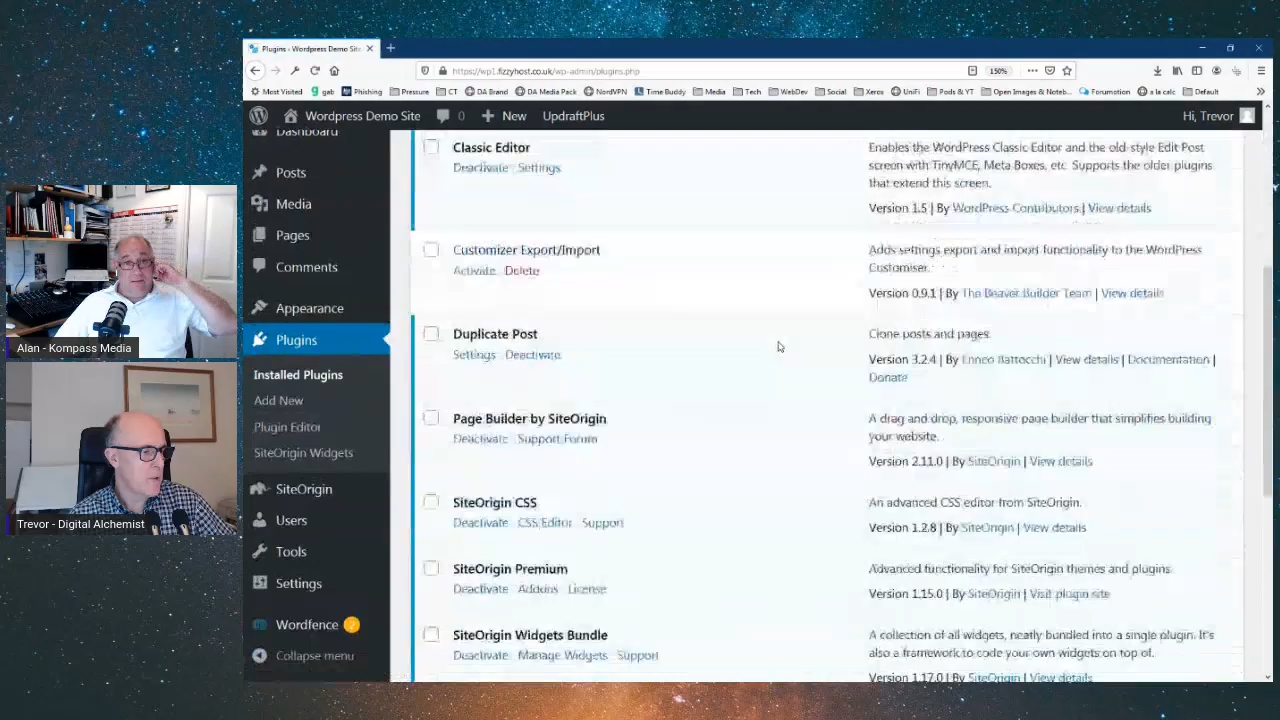 Plugins ‹ Wordpress Demo Site
https://wp1.fizzyhost.co.uk/wp-admin/plugins.php
150%
Most Visited
gab
Phishing
Pressure
CT
DA Brand
DA Media Pack
NordVPN
Time Buddy
Media
Tech
WebDev
Social
Xerox
UniFi
Pods & YT
Open Images & Noteb...
Forumotion
a la calc
Default
Wordpress Demo Site
0
New
UpdraftPlus
Hi, Trevor
Dashboard
Posts
Media
Pages
Comments
Appearance
Plugins
Installed Plugins
Add New
Plugin Editor
SiteOrigin Widgets
SiteOrigin
Users
Tools
Settings
Wordfence 2
Collapse menu
Classic Editor
Deactivate Settings
Enables the WordPress Classic Editor and the old-style Edit Post
screen with TinyMCE, Meta Boxes, etc. Supports the older plugins
that extend this screen.
Version 1.5 | By WordPress Contributors | View details
Customizer Export/Import
Activate Delete
Adds settings export and import functionality to the WordPress
Customiser.
Version 0.9.1 | By The Beaver Builder Team | View details
Duplicate Post
Settings Deactivate
Clone posts and pages.
Version 3.2.4 | By Enrico Battocchi | View details | Documentation |
Donate
Page Builder by SiteOrigin
Deactivate Support Forum
A drag and drop, responsive page builder that simplifies building
your website.
Version 2.11.0 | By SiteOrigin | View details
SiteOrigin CSS
Deactivate CSS Editor Support
An advanced CSS editor from SiteOrigin.
Version 1.2.8 | By SiteOrigin | View details
SiteOrigin Premium
Deactivate Addons License
Advanced functionality for SiteOrigin themes and plugins.
Version 1.15.0 | By SiteOrigin | Visit plugin site
SiteOrigin Widgets Bundle
Deactivate Manage Widgets Support
A collection of all widgets, neatly bundled into a single plugin. It's
also a framework to code your own widgets on top of.
Version 1.17.0 | By SiteOrigin | View details
Alan - Kompass Media
Trevor - Digital Alchemist